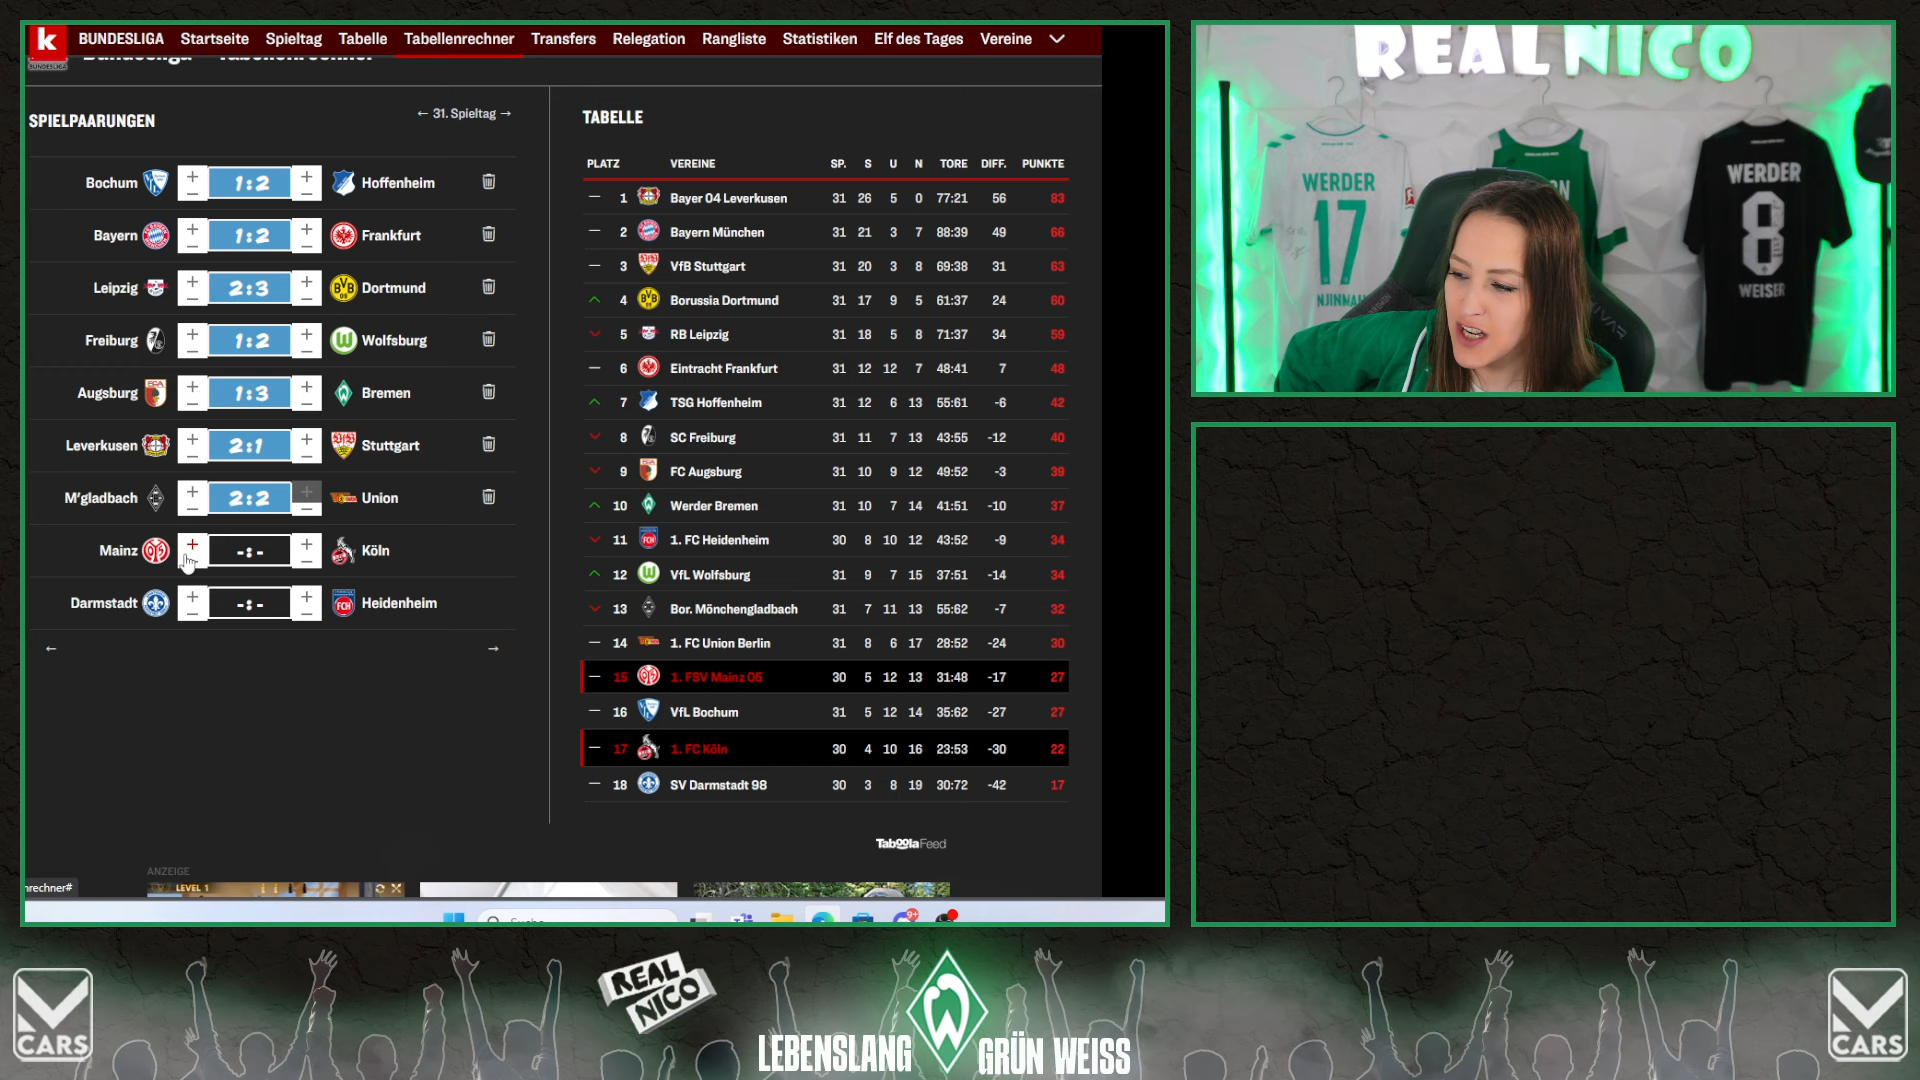 k BUNDESLIGA Startseite Spieltag Tabelle Tabellenrechner Transfers Relegation Rangliste Statistiken Elf des Tages Vereine
BUNDESLIGA
SPIELPAARUNGEN
← 31. Spieltag →
Bochum + − 1:2 + − Hoffenheim
Bayern + − 1:2 + − Frankfurt
Leipzig + − 2:3 + − Dortmund
Freiburg + − 1:2 + − Wolfsburg
Augsburg + − 1:3 + − Bremen
Leverkusen + − 2:1 + − Stuttgart
M'gladbach + − 2:2 + − Union
Mainz + − -:- + − Köln
Darmstadt + − -:- + − Heidenheim
← →
TABELLE
PLATZ VEREINE SP. S U N TORE DIFF. PUNKTE
1 Bayer 04 Leverkusen 31 26 5 0 77:21 56 83
2 Bayern München 31 21 3 7 88:39 49 66
3 VfB Stuttgart 31 20 3 8 69:38 31 63
4 Borussia Dortmund 31 17 9 5 61:37 24 60
5 RB Leipzig 31 18 5 8 71:37 34 59
6 Eintracht Frankfurt 31 12 12 7 48:41 7 48
7 TSG Hoffenheim 31 12 6 13 55:61 -6 42
8 SC Freiburg 31 11 7 13 43:55 -12 40
9 FC Augsburg 31 10 9 12 49:52 -3 39
10 Werder Bremen 31 10 7 14 41:51 -10 37
11 1. FC Heidenheim 30 8 10 12 43:52 -9 34
12 VfL Wolfsburg 31 9 7 15 37:51 -14 34
13 Bor. Mönchengladbach 31 7 11 13 55:62 -7 32
14 1. FC Union Berlin 31 8 6 17 28:52 -24 30
15 1. FSV Mainz 05 30 5 12 13 31:48 -17 27
16 VfL Bochum 31 5 12 14 35:62 -27 27
17 1. FC Köln 30 4 10 16 23:53 -30 22
18 SV Darmstadt 98 30 3 8 19 30:72 -42 17
Taboola Feed
ANZEIGE
nrechner#
LEVEL 1
9+
REALNICO
WERDER
17
NJINMAH
WERDER
8
WEISER
REAL
NICO
CARS
LEBENSLANG GRÜN WEISS
CARS